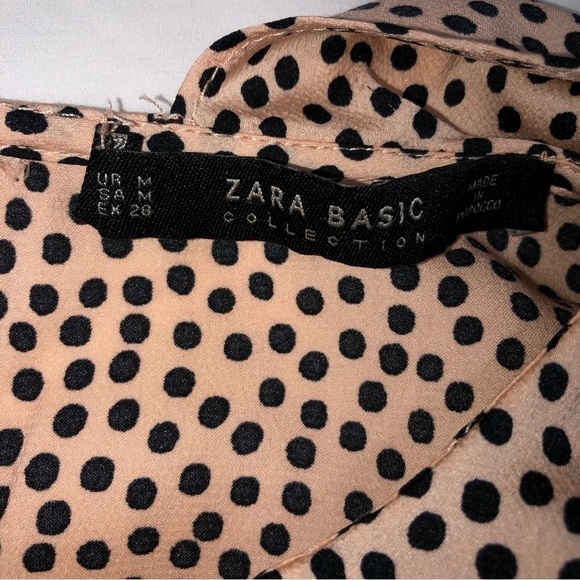 UR M
SA M
EX 28
ZARA BASIC
COLLECTION
MADE
IN
MOROCCO